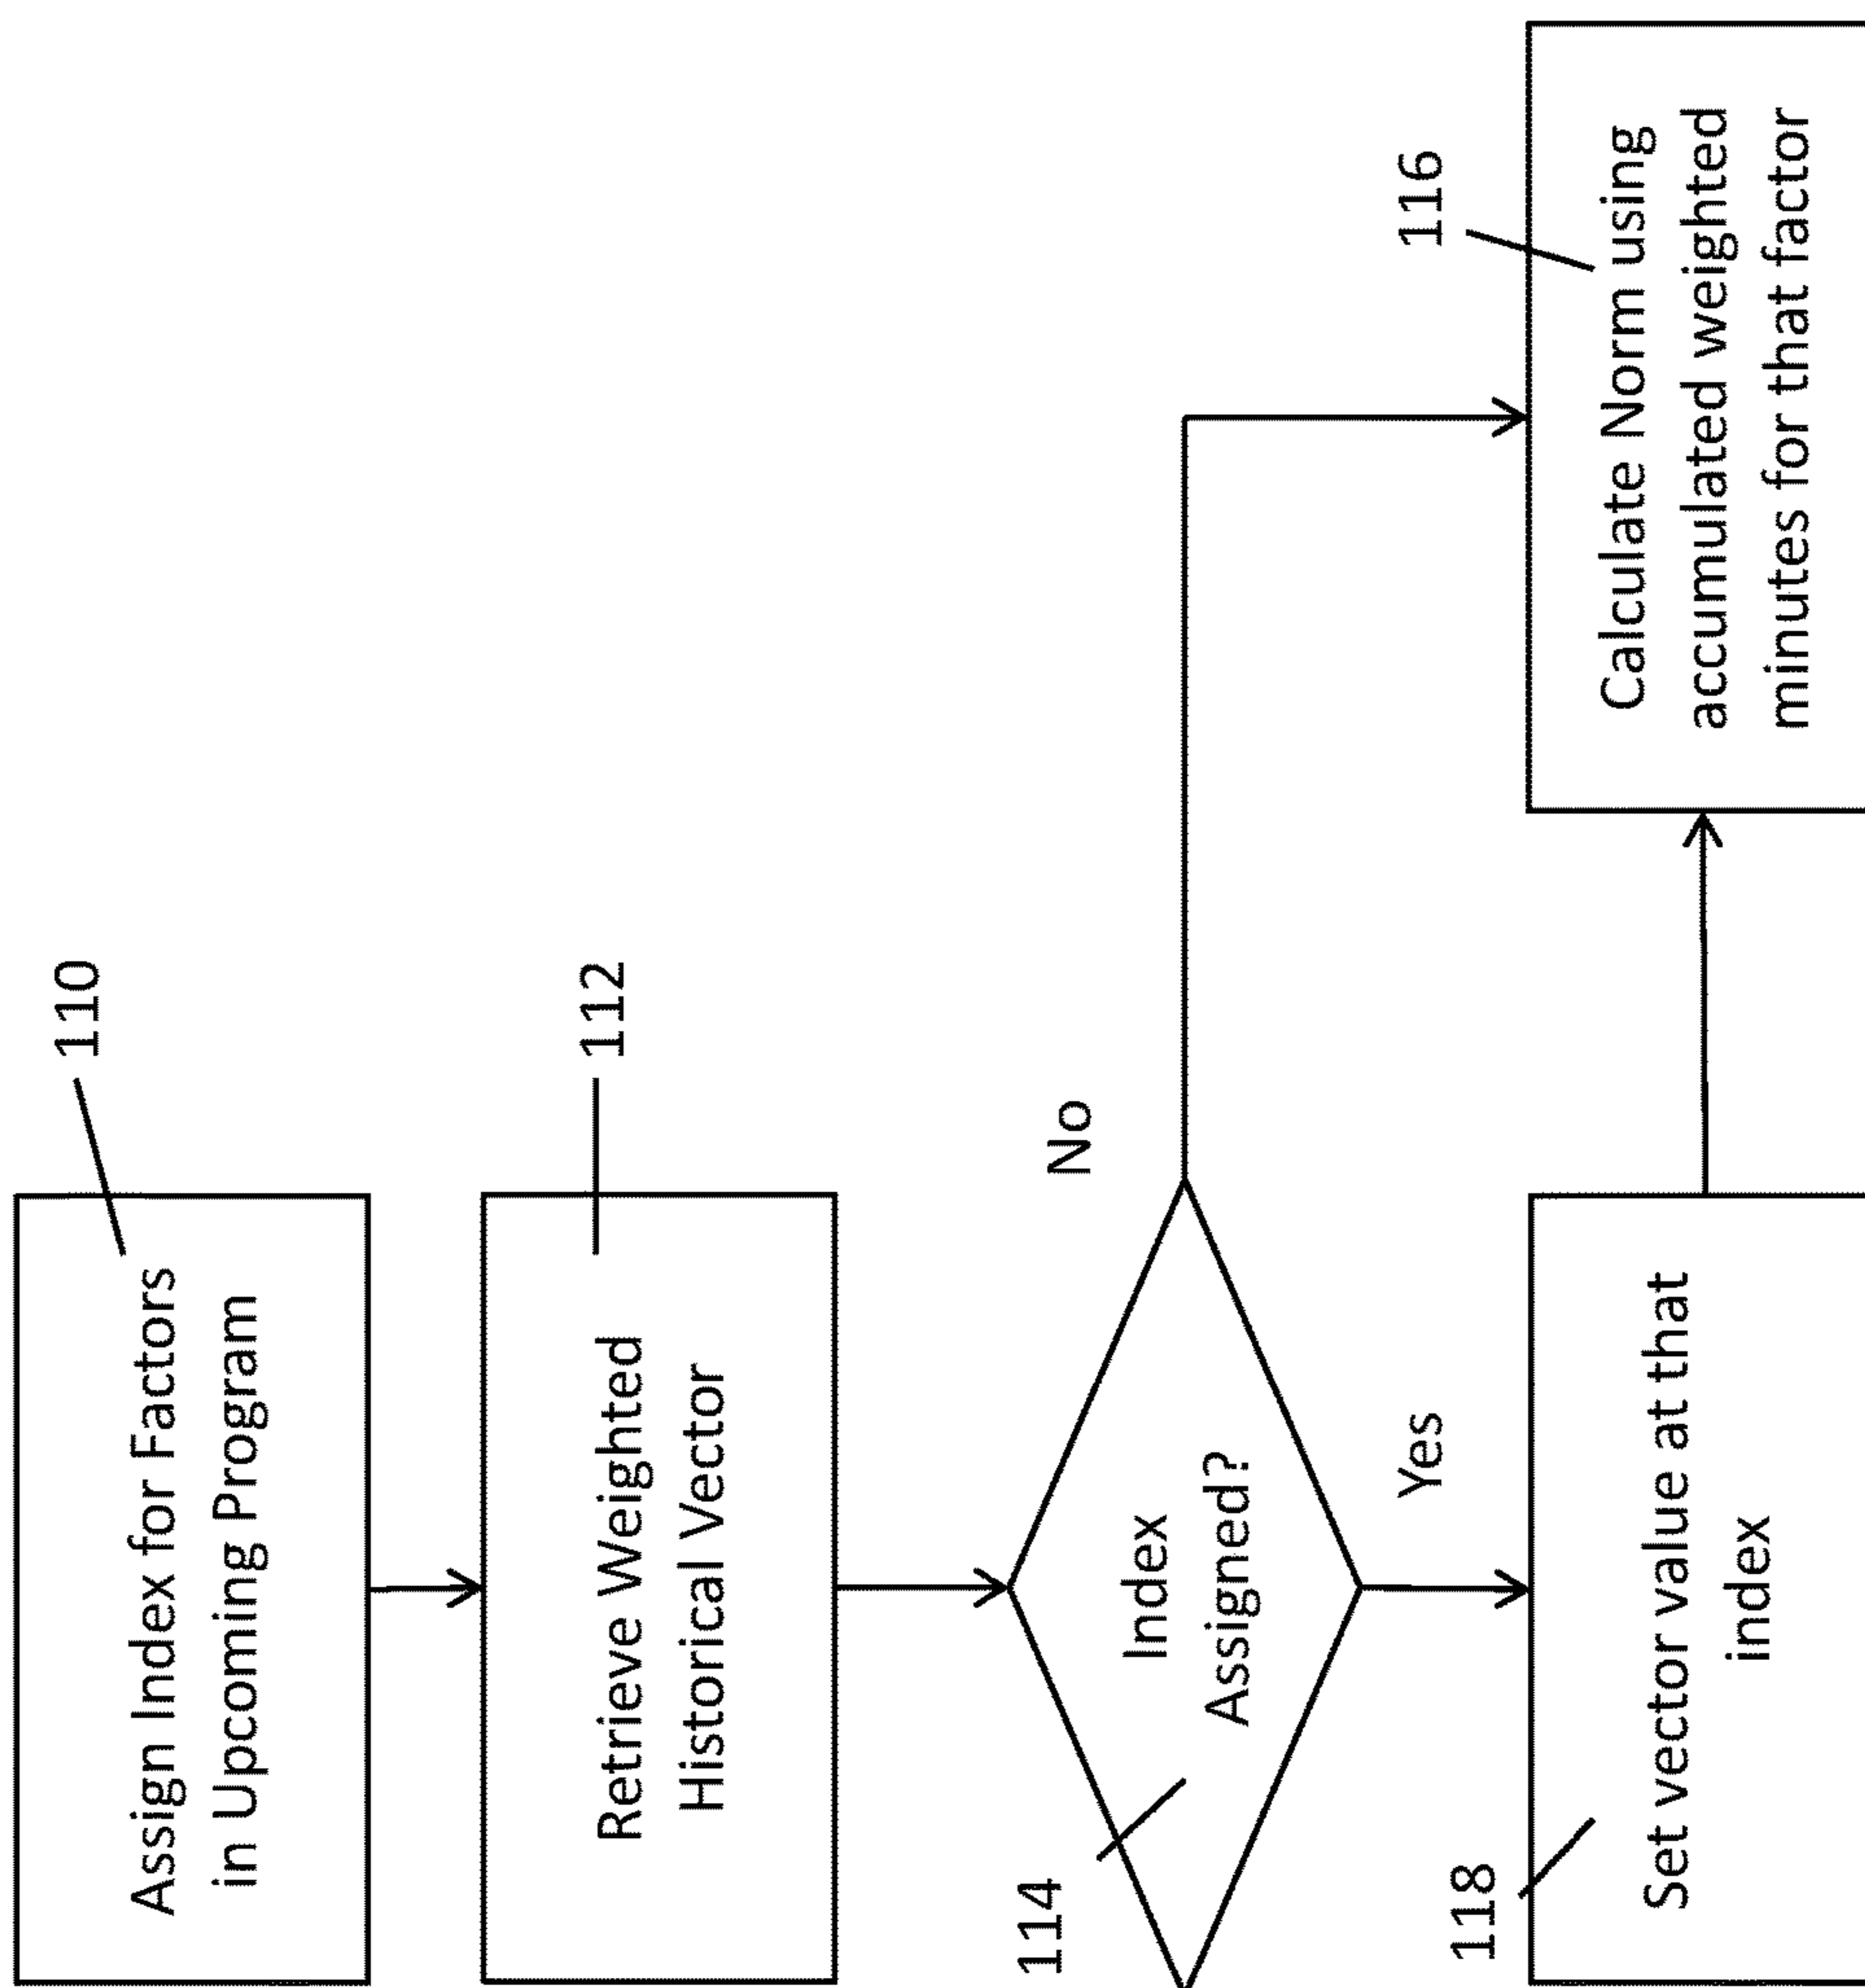 110
Assign Index for Factors
in Upcoming Program
112
Retrieve Weighted
Historical Vector
114
Index
Assigned?
No
Yes
116
Calculate Norm using
accumulated weighted
minutes for that factor
118
Set vector value at that
index